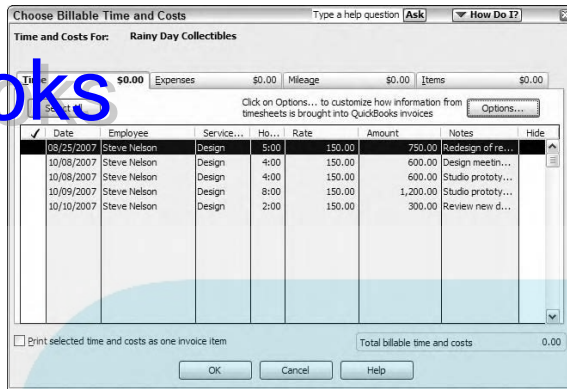 Choose Billable Time and Costs Type a help question Ask How Do I?
Time and Costs For: Rainy Day Collectibles
Time $0.00 Expenses $0.00 Mileage $0.00 Items $0.00
oks
Select All Click on Options... to customize how information from timesheets is brought into QuickBooks invoices Options...
✓ Date Employee Service... Ho... Rate Amount Notes Hide
08/25/2007 Steve Nelson Design 5:00 150.00 750.00 Redesign of re...
10/08/2007 Steve Nelson Design 4:00 150.00 600.00 Design meetin...
10/08/2007 Steve Nelson Design 4:00 150.00 600.00 Studio prototy...
10/09/2007 Steve Nelson Design 8:00 150.00 1,200.00 Studio prototy...
10/10/2007 Steve Nelson Design 2:00 150.00 300.00 Review new d...
Print selected time and costs as one invoice item Total billable time and costs 0.00
OK Cancel Help